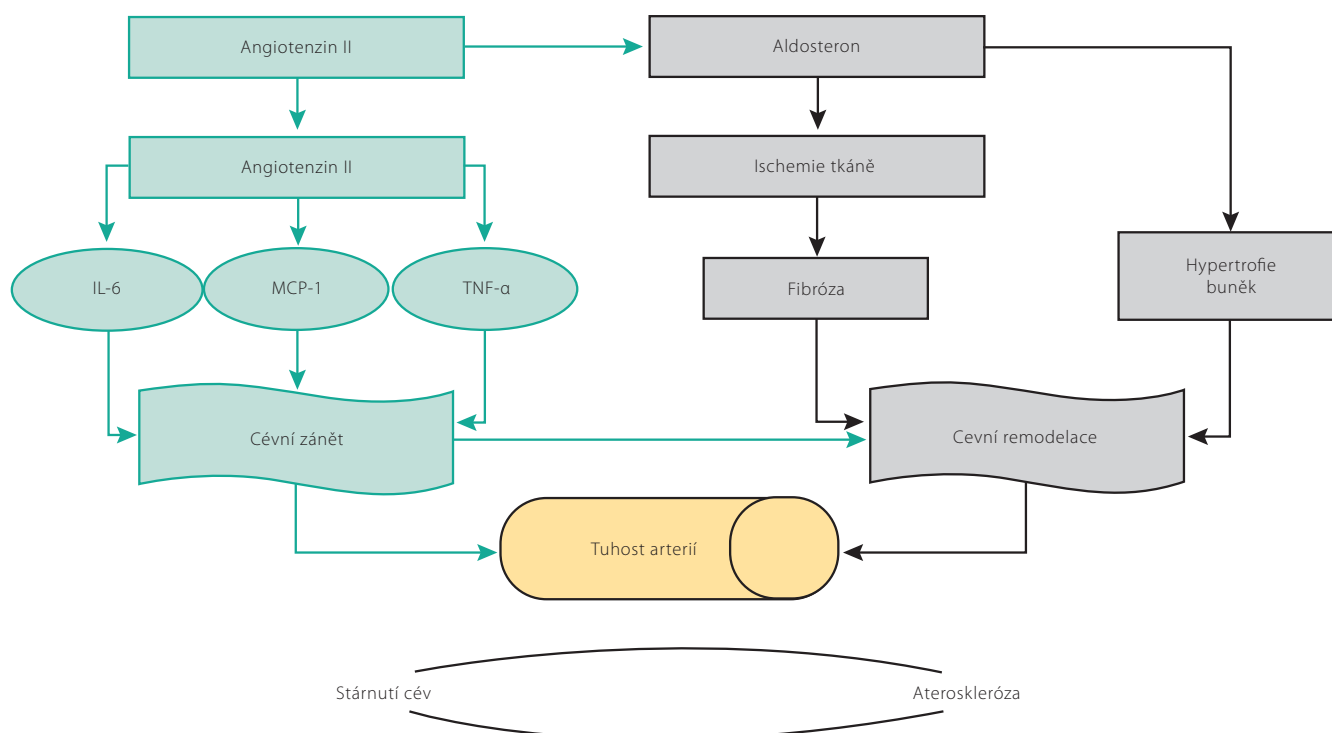 Angiotenzin II
Aldosteron
Angiotenzin II
Ischemie tkáně
IL-6
MCP-1
TNF-α
Fibróza
Hypertrofie
buněk
Cévní zánět
Cevní remodelace
Tuhost arterií
Stárnutí cév
Ateroskleróza